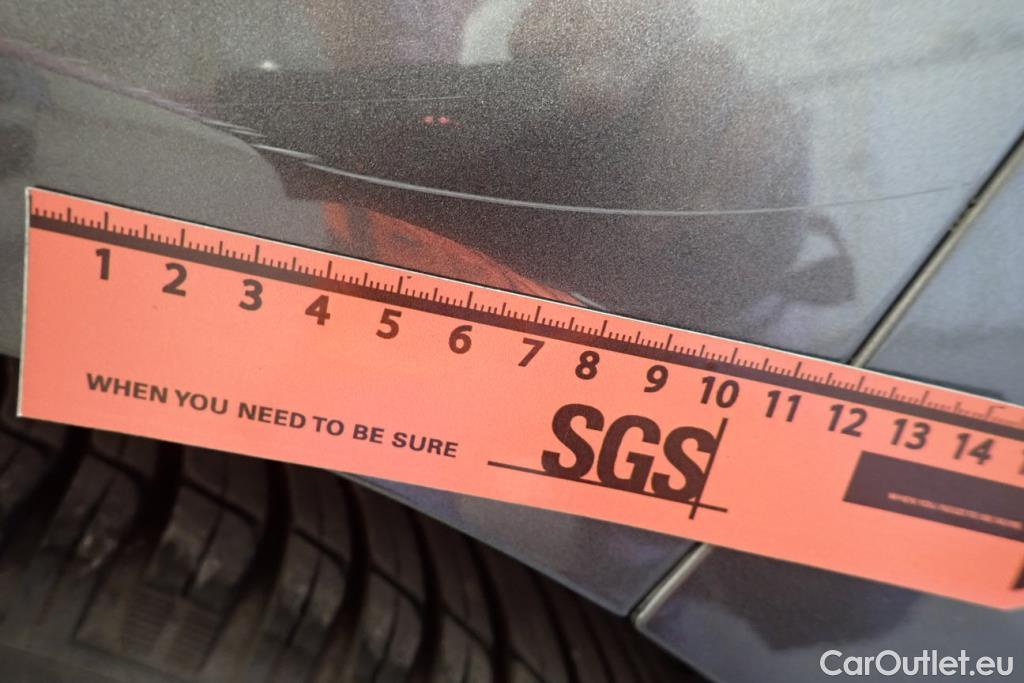 1 2 3 4 5 6 7 8 9 10 11 12 13 14
WHEN YOU NEED TO BE SURE
SGS
CarOutlet.eu